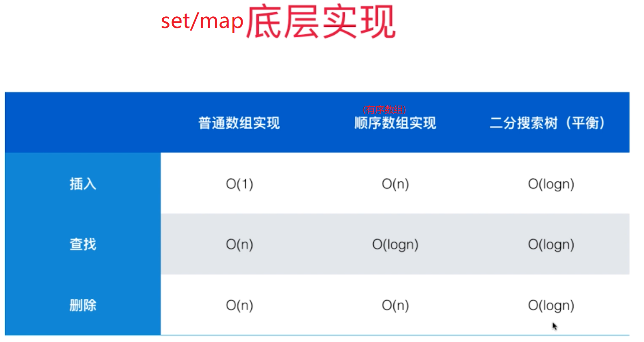 set/map底层实现
普通数组实现 顺序数组实现 二分搜索树（平衡）
插入 O(1) O(n) O(logn)
查找 O(n) O(logn) O(logn)
删除 O(n) O(n) O(logn)